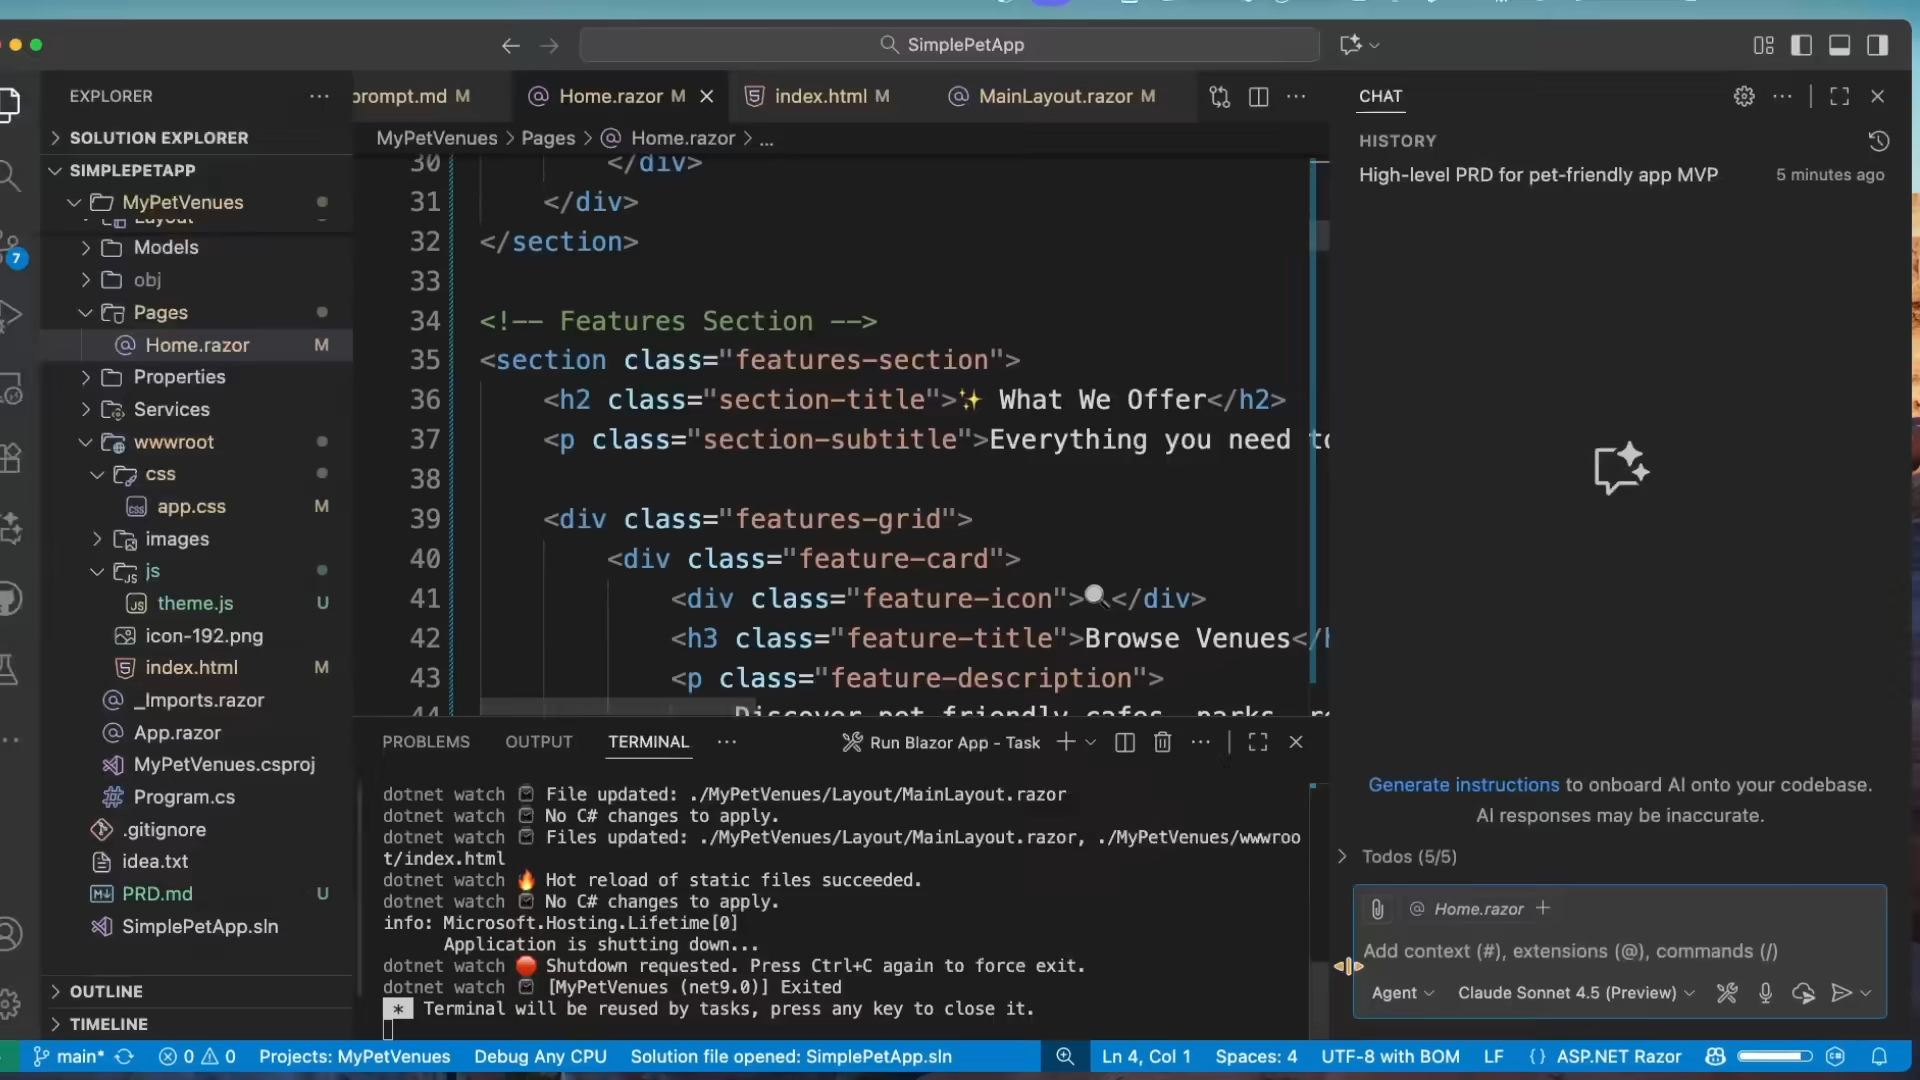 SimplePetApp
EXPLORER
SOLUTION EXPLORER
SIMPLEPETAPP
MyPetVenues
Layout
Models
obj
Pages
Home.razor M
Properties
Services
wwwroot
css
app.css M
images
js
theme.js U
icon-192.png
index.html M
_Imports.razor
App.razor
MyPetVenues.csproj
Program.cs
.gitignore
idea.txt
PRD.md U
SimplePetApp.sln
OUTLINE
TIMELINE
7
prompt.md M
Home.razor M
index.html M
MainLayout.razor M
MyPetVenues > Pages > Home.razor > ...
30 </div>
31 </div>
32 </section>
33
34 <!-- Features Section -->
35 <section class="features-section">
36 <h2 class="section-title">✨ What We Offer</h2>
37 <p class="section-subtitle">Everything you need to
38
39 <div class="features-grid">
40 <div class="feature-card">
41 <div class="feature-icon">🔍</div>
42 <h3 class="feature-title">Browse Venues</h
43 <p class="feature-description">
44 Discover pet-friendly cafes, parks, re
PROBLEMS OUTPUT TERMINAL
Run Blazor App - Task
dotnet watch ⌚ File updated: ./MyPetVenues/Layout/MainLayout.razor
dotnet watch ⌚ No C# changes to apply.
dotnet watch ⌚ Files updated: ./MyPetVenues/Layout/MainLayout.razor, ./MyPetVenues/wwwroo
t/index.html
dotnet watch 🔥 Hot reload of static files succeeded.
dotnet watch ⌚ No C# changes to apply.
info: Microsoft.Hosting.Lifetime[0]
Application is shutting down...
dotnet watch 🛑 Shutdown requested. Press Ctrl+C again to force exit.
dotnet watch ⌚ [MyPetVenues (net9.0)] Exited
* Terminal will be reused by tasks, press any key to close it.
CHAT
HISTORY
High-level PRD for pet-friendly app MVP 5 minutes ago
Generate instructions to onboard AI onto your codebase.
AI responses may be inaccurate.
Todos (5/5)
Home.razor
Add context (#), extensions (@), commands (/)
Agent Claude Sonnet 4.5 (Preview)
main* 0 0 Projects: MyPetVenues Debug Any CPU Solution file opened: SimplePetApp.sln Ln 4, Col 1 Spaces: 4 UTF-8 with BOM LF {} ASP.NET Razor